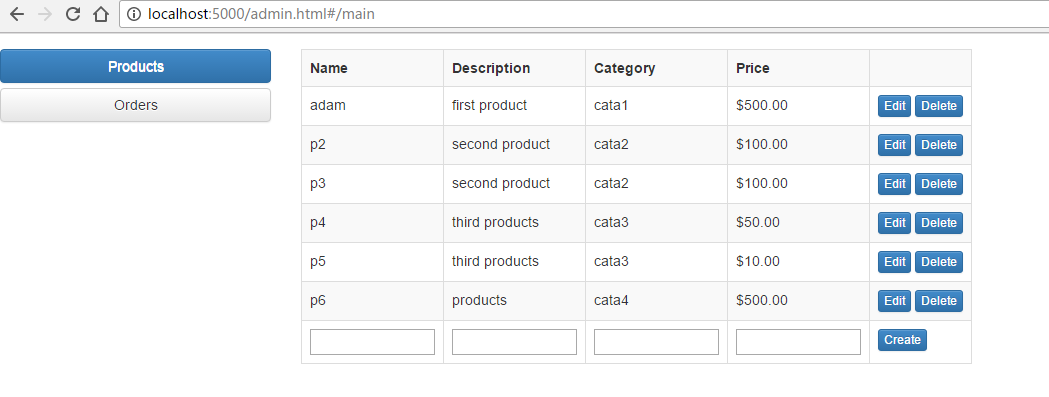 localhost:5000/admin.html#/main
Products
Orders
Name Description Category Price
adam first product cata1 $500.00 Edit Delete
p2 second product cata2 $100.00 Edit Delete
p3 second product cata2 $100.00 Edit Delete
p4 third products cata3 $50.00 Edit Delete
p5 third products cata3 $10.00 Edit Delete
p6 products cata4 $500.00 Edit Delete
Create